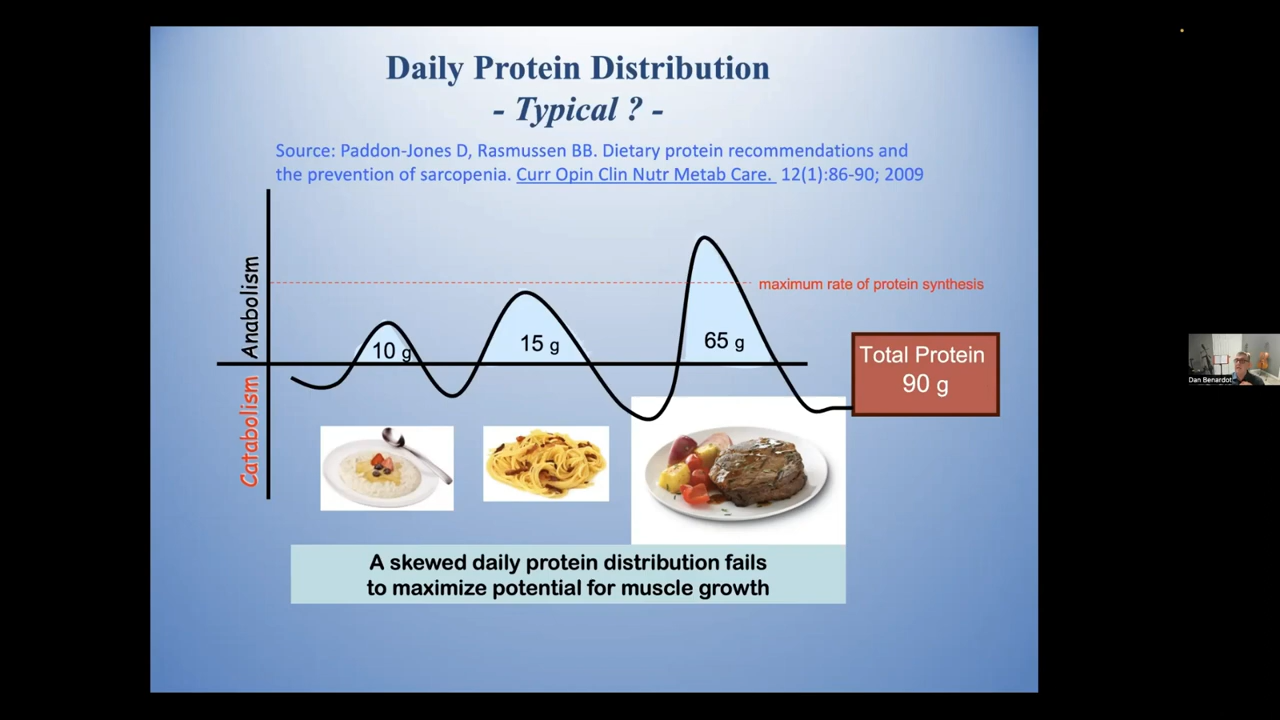 Daily Protein Distribution
- Typical ? -
Source: Paddon-Jones D, Rasmussen BB. Dietary protein recommendations and
the prevention of sarcopenia. Curr Opin Clin Nutr Metab Care. 12(1):86-90; 2009
Anabolism
Catabolism
maximum rate of protein synthesis
10 g
15 g
65 g
Total Protein
90 g
A skewed daily protein distribution fails
to maximize potential for muscle growth
Dan Benardot